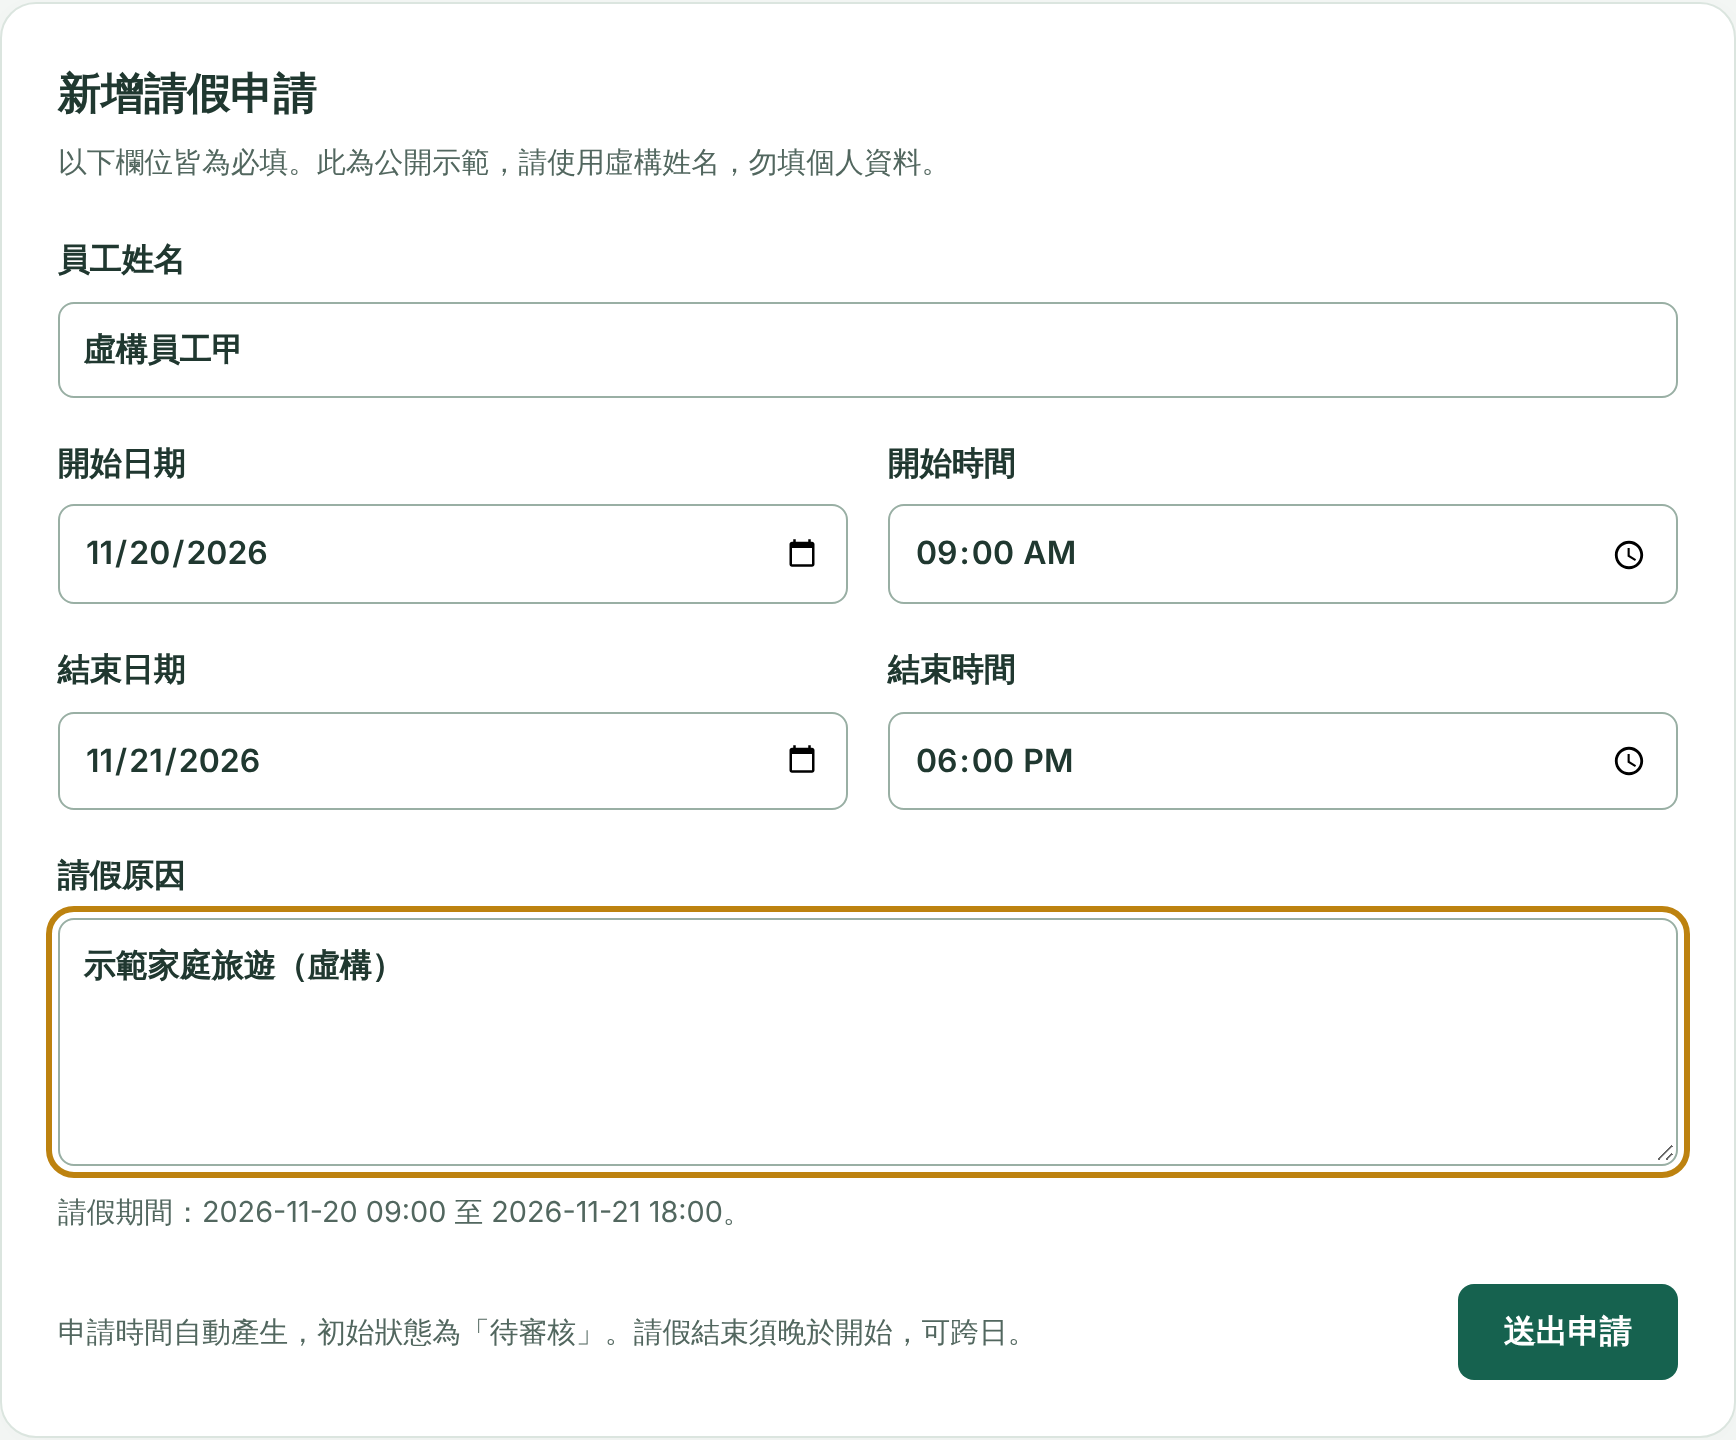 新增請假申請
以下欄位皆為必填。此為公開示範，請使用虛構姓名，勿填個人資料。
員工姓名
虛構員工甲
開始日期
開始時間
11/20/2026
09:00 AM
結束日期
結束時間
11/21/2026
06:00 PM
請假原因
示範家庭旅遊（虛構）
請假期間：2026-11-20 09:00 至 2026-11-21 18:00。
申請時間自動產生，初始狀態為「待審核」。請假結束須晚於開始，可跨日。
送出申請